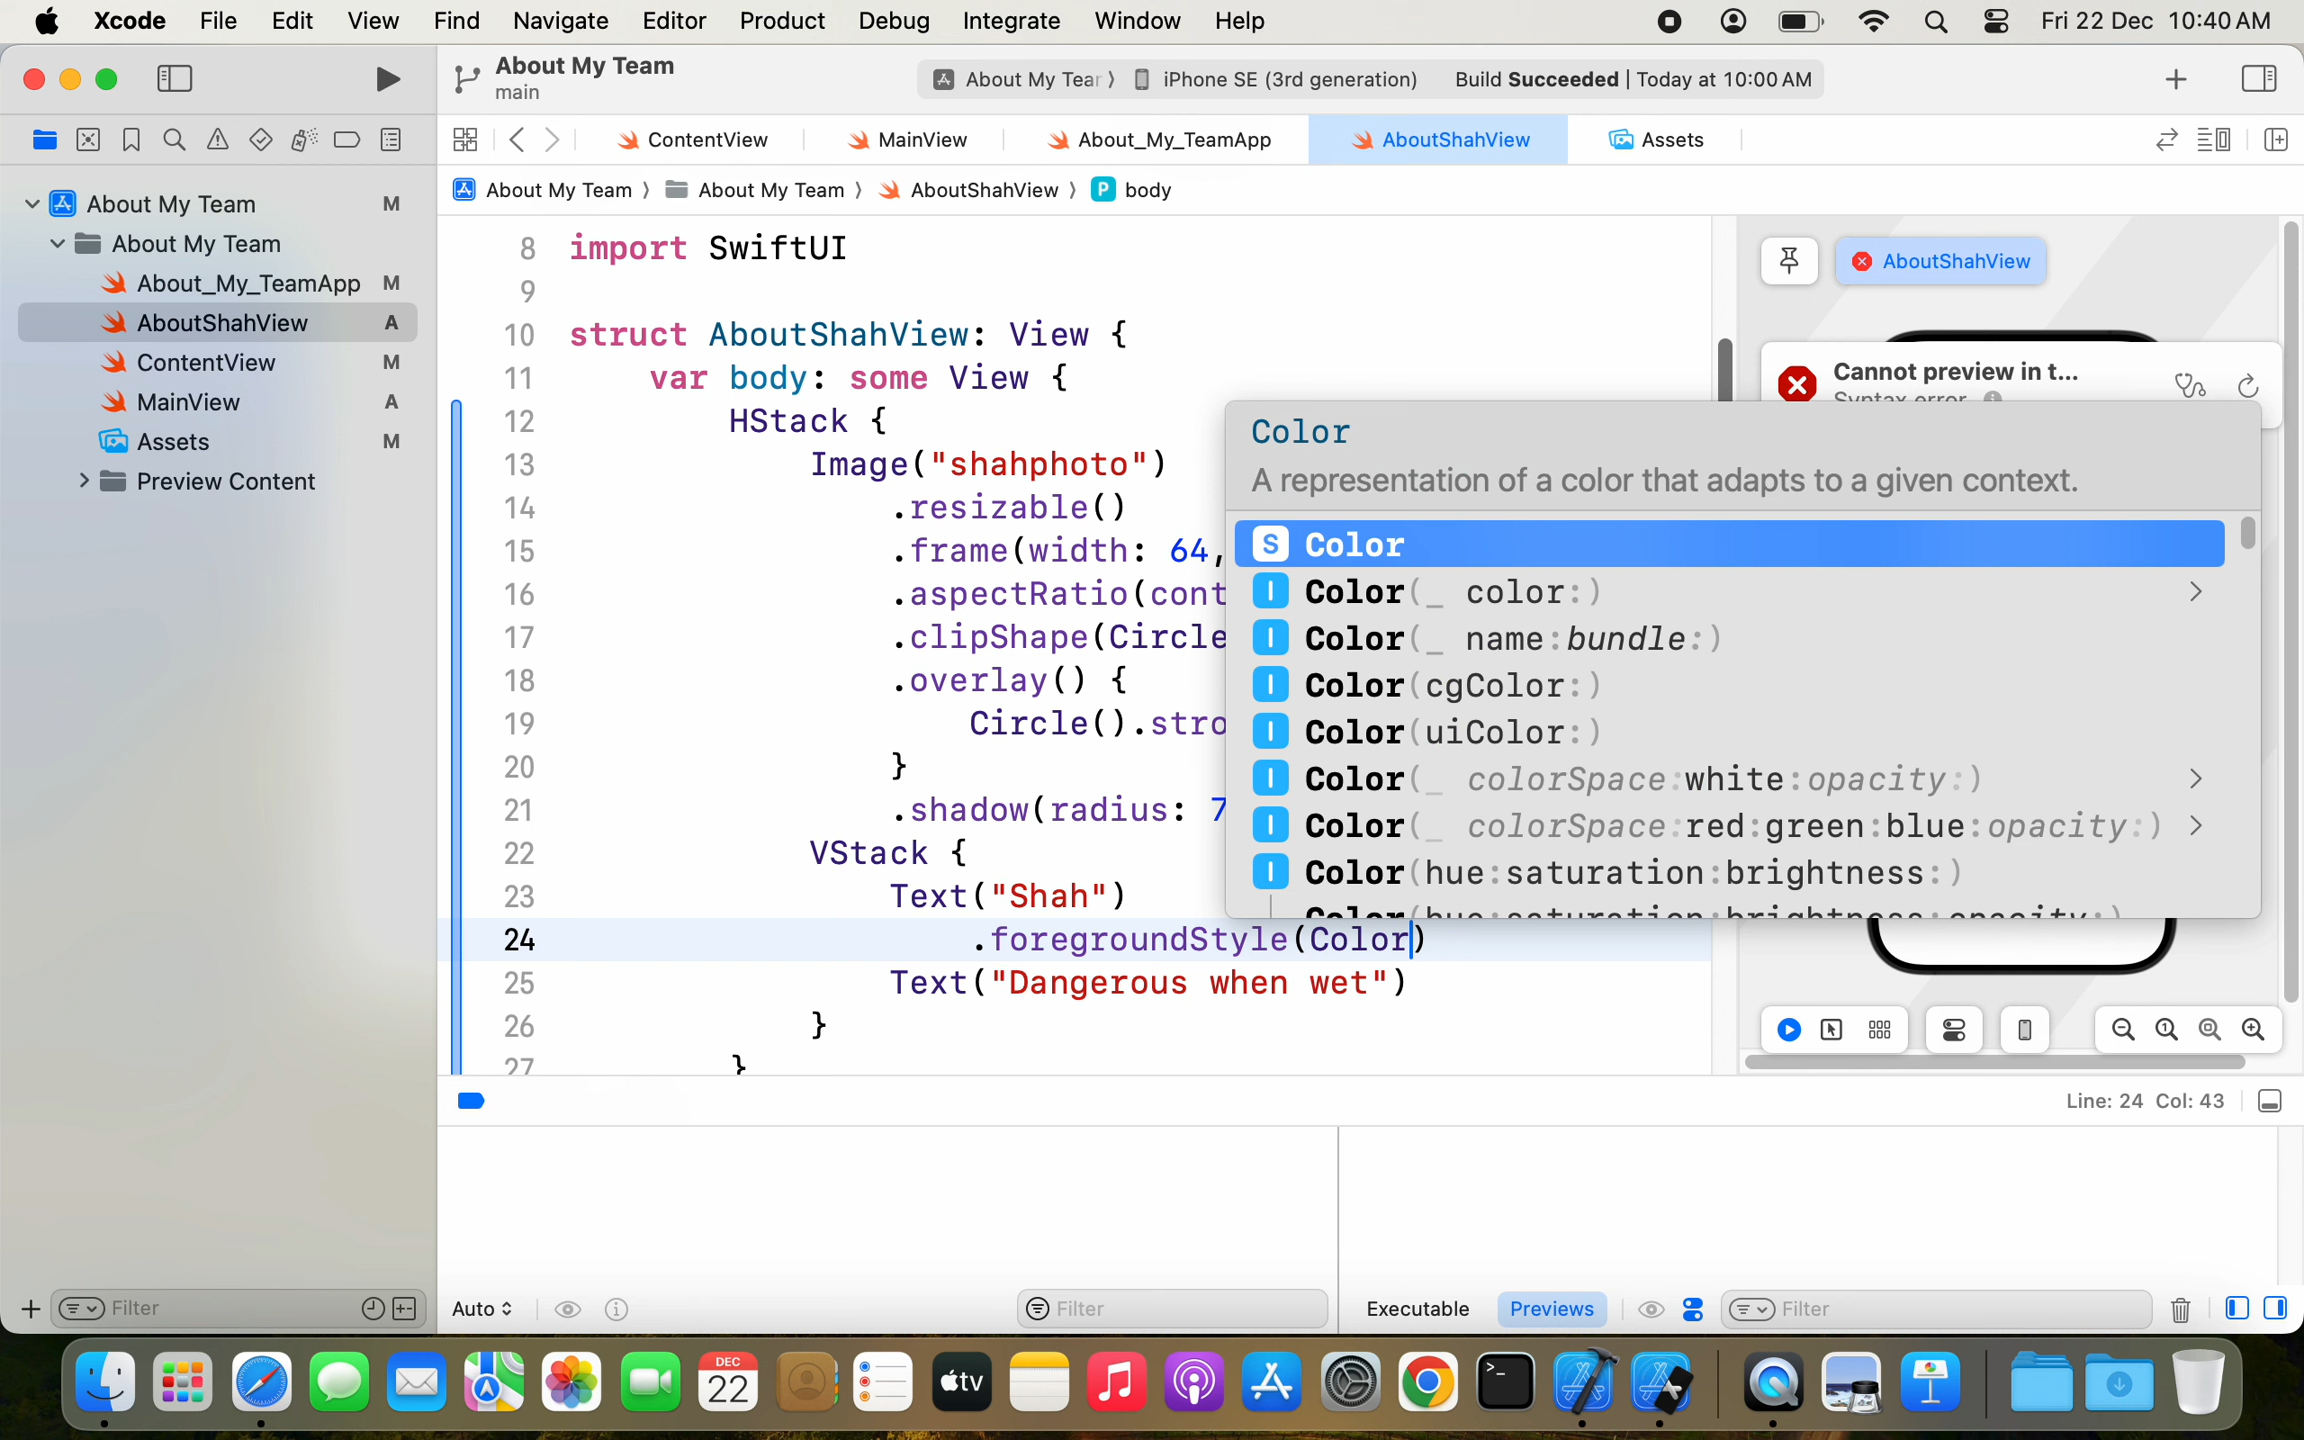 Xcode File Edit View Find Navigate Editor Product Debug Integrate Window Help Fri 22 Dec 10:40 AM
About My Team
main
About My Tear iPhone SE (3rd generation) Build Succeeded | Today at 10:00 AM
ContentView MainView About_My_TeamApp AboutShahView Assets
About My Team About My Team AboutShahView P body
About My Team M
About My Team
About_My_TeamApp M
AboutShahView A
ContentView M
MainView A
Assets M
Preview Content
8 import SwiftUI
9
10 struct AboutShahView: View {
11 var body: some View {
12 HStack {
13 Image("shahphoto")
14 .resizable()
15 .frame(width: 64,
16 .aspectRatio(cont
17 .clipShape(Circle
18 .overlay() {
19 Circle().stro
20 }
21 .shadow(radius: 7
22 VStack {
23 Text("Shah")
24 .foregroundStyle(Color)
25 Text("Dangerous when wet")
26 }
27 }
AboutShahView
Cannot preview in t...
Syntax error
Color
A representation of a color that adapts to a given context.
S Color
I Color(_ color:)
I Color(_ name:bundle:)
I Color(cgColor:)
I Color(uiColor:)
I Color(_ colorSpace:white:opacity:)
I Color(_ colorSpace:red:green:blue:opacity:)
I Color(hue:saturation:brightness:)
Color(hue:saturation:brightness:opacity:)
Line: 24 Col: 43
Filter
Auto
Filter
Executable Previews
Filter
DEC
22
tv